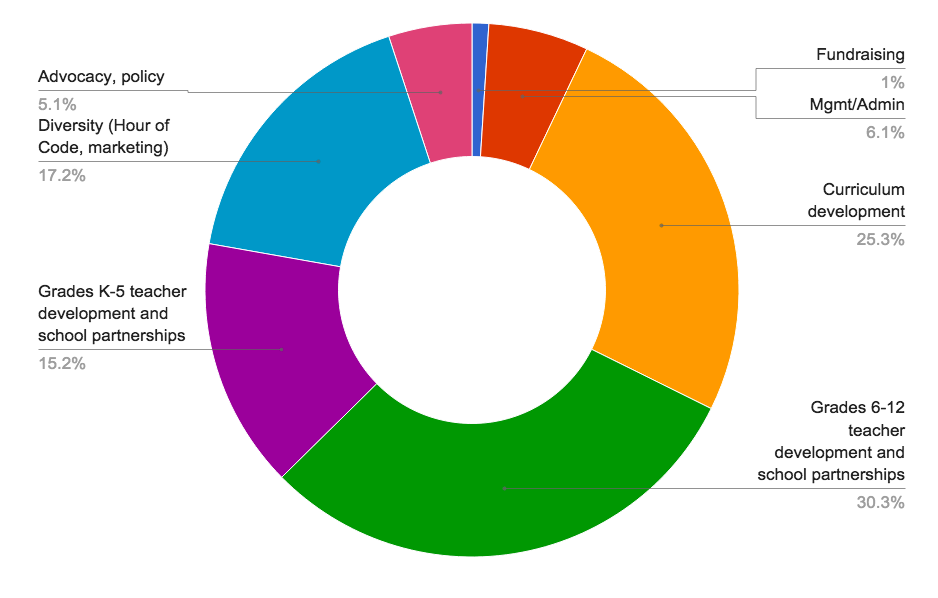 Advocacy, policy
5.1%
Diversity (Hour of
Code, marketing)
17.2%
Grades K-5 teacher
development and
school partnerships
15.2%
Fundraising
1%
Mgmt/Admin
6.1%
Curriculum
development
25.3%
Grades 6-12
teacher
development and
school partnerships
30.3%